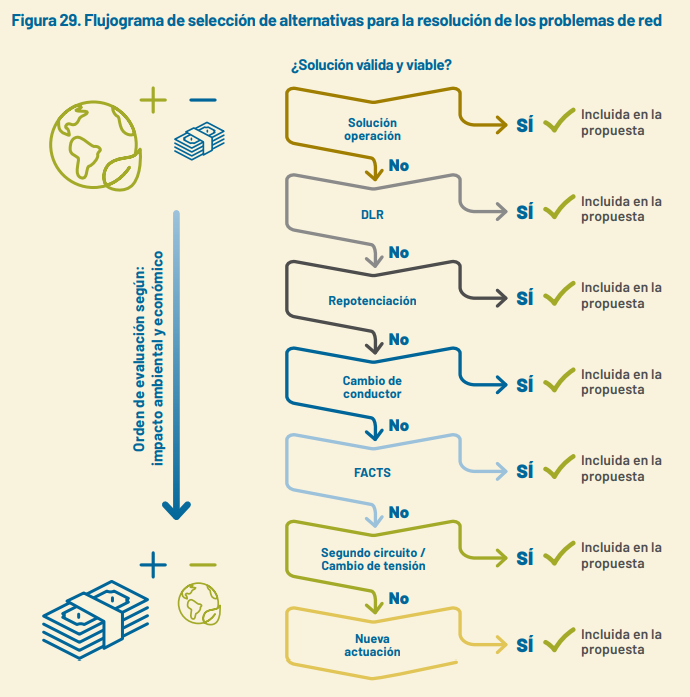 Figura 29. Flujograma de selección de alternativas para la resolución de los problemas de red
¿Solución válida y viable?
+ −
Solución
operación
SÍ
Incluida en la
propuesta
No
DLR
SÍ
Incluida en la
propuesta
No
Orden de evaluación según:
impacto ambiental y económico
Repotenciación
SÍ
Incluida en la
propuesta
No
Cambio de
conductor
SÍ
Incluida en la
propuesta
No
FACTS
SÍ
Incluida en la
propuesta
No
+ −
Segundo circuito /
Cambio de tensión
SÍ
Incluida en la
propuesta
No
Nueva
actuación
SÍ
Incluida en la
propuesta